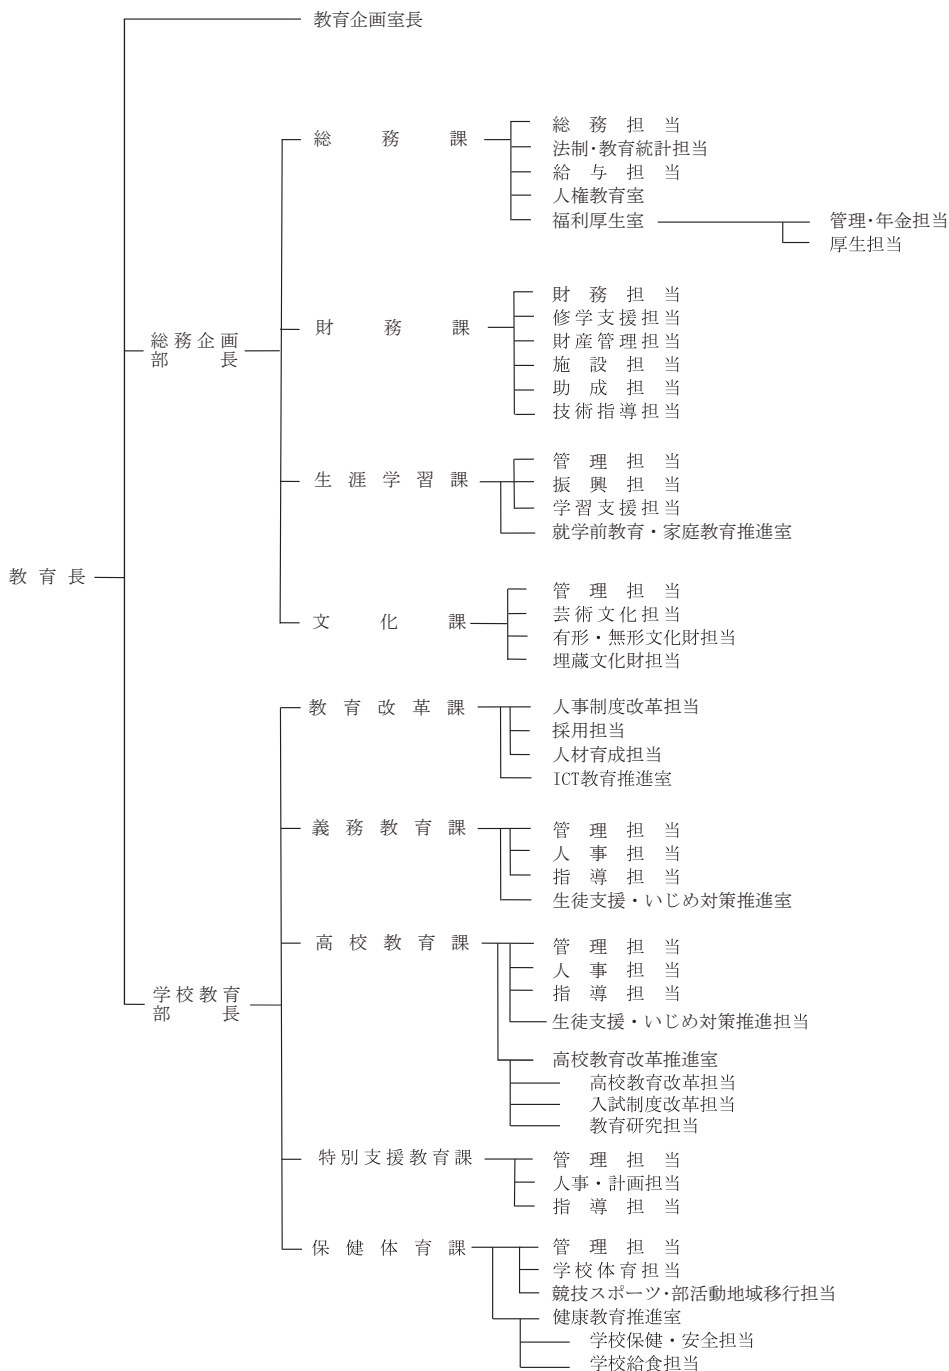 教育企画室長
総務課
総務担当
法制・教育統計担当
給与担当
人権教育室
福利厚生室
管理・年金担当
厚生担当
財務課
財務担当
修学支援担当
財産管理担当
施設担当
助成担当
技術指導担当
総務企画
部長
生涯学習課
管理担当
振興担当
学習支援担当
就学前教育・家庭教育推進室
教育長
文化課
管理担当
芸術文化担当
有形・無形文化財担当
埋蔵文化財担当
教育改革課
人事制度改革担当
採用担当
人材育成担当
ICT教育推進室
義務教育課
管理担当
人事担当
指導担当
生徒支援・いじめ対策推進室
高校教育課
管理担当
人事担当
指導担当
生徒支援・いじめ対策推進担当
高校教育改革推進室
高校教育改革担当
入試制度改革担当
教育研究担当
学校教育
部長
特別支援教育課
管理担当
人事・計画担当
指導担当
保健体育課
管理担当
学校体育担当
競技スポーツ・部活動地域移行担当
健康教育推進室
学校保健・安全担当
学校給食担当